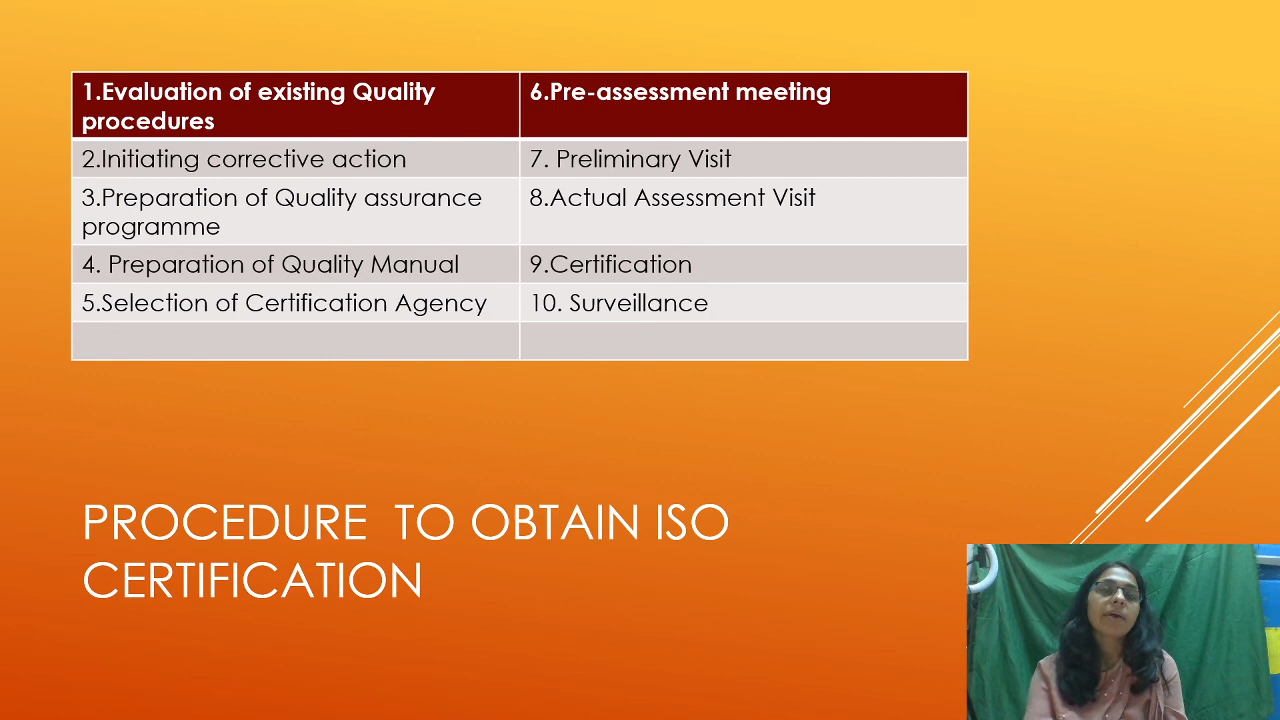 1.Evaluation of existing Quality
procedures
6.Pre-assessment meeting
2.Initiating corrective action
7. Preliminary Visit
3.Preparation of Quality assurance
programme
8.Actual Assessment Visit
4. Preparation of Quality Manual
9.Certification
5.Selection of Certification Agency
10. Surveillance
PROCEDURE  TO OBTAIN ISO
CERTIFICATION